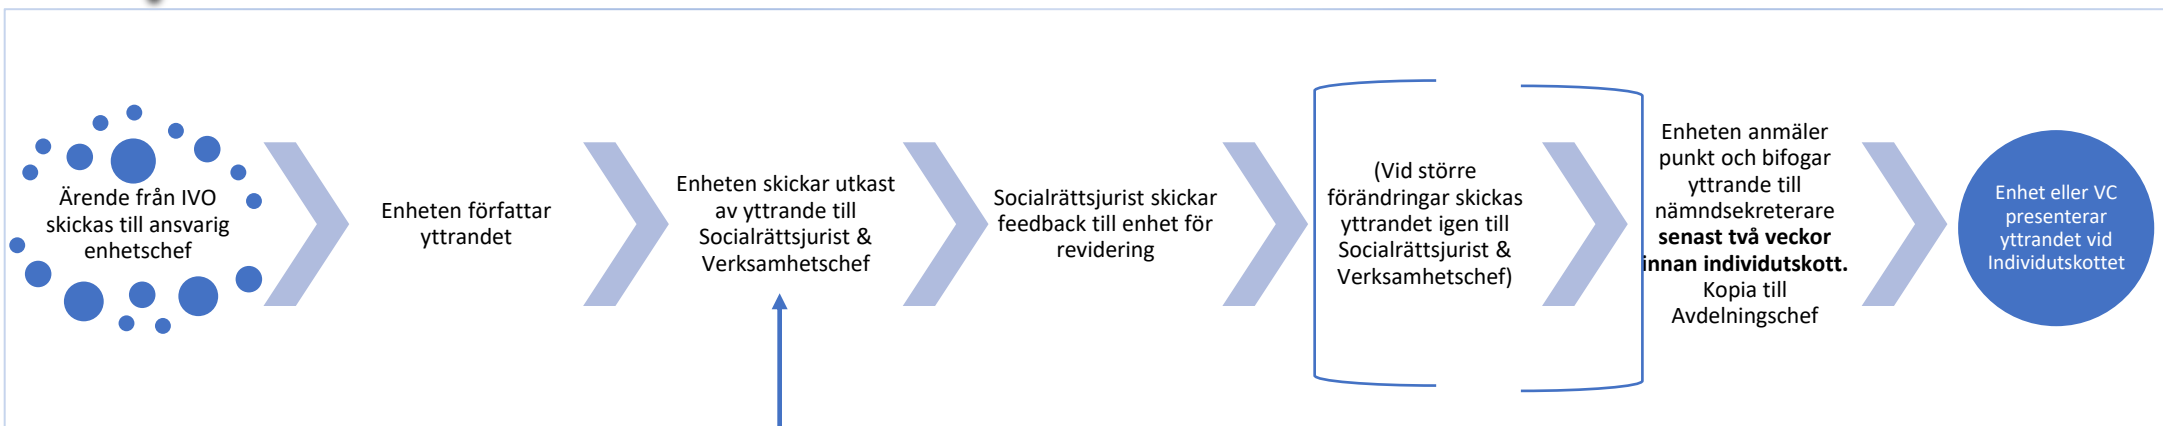 Ärende från IVO
skickas till ansvarig
enhetschef
Enheten författar
yttrandet
Enheten skickar utkast
av yttrande till
Socialrättsjurist &
Verksamhetschef
Socialrättsjurist skickar
feedback till enhet för
revidering
(Vid större
förändringar skickas
yttrandet igen till
Socialrättsjurist &
Verksamhetschef)
Enheten anmäler
punkt och bifogar
yttrande till
nämndsekreterare
senast två veckor
innan individutskott.
Kopia till
Avdelningschef
Enhet eller VC
presenterar
yttrandet vid
Individutskottet